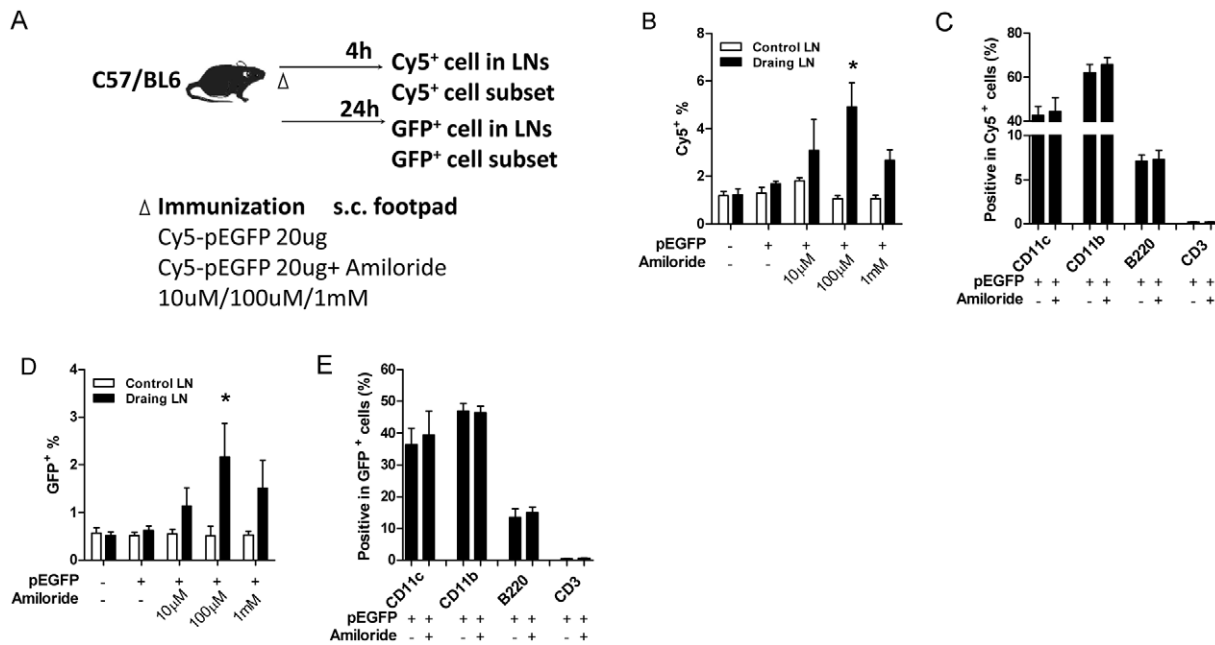 A
C57/BL6
4h
Cy5⁺ cell in LNs
Cy5⁺ cell subset
24h
GFP⁺ cell in LNs
GFP⁺ cell subset
Δ Immunization s.c. footpad
Cy5-pEGFP 20ug
Cy5-pEGFP 20ug+ Amiloride
10uM/100uM/1mM
B
Control LN
Draing LN
*
Cy5⁺ %
8
6
4
2
0
pEGFP - + + + +
Amiloride - - 10μM 100μM 1mM
C
Positive in Cy5⁺ cells (%)
80
60
40
10
5
0
CD11c CD11b B220 CD3
pEGFP + + + + + + + +
Amiloride - + - + - + - +
D
Control LN
Draing LN
*
GFP⁺ %
4
3
2
1
0
pEGFP - + + + +
Amiloride - - 10μM 100μM 1mM
E
Positive in GFP⁺ cells (%)
60
50
40
30
20
10
0
CD11c CD11b B220 CD3
pEGFP + + + + + + + +
Amiloride - + - + - + - +